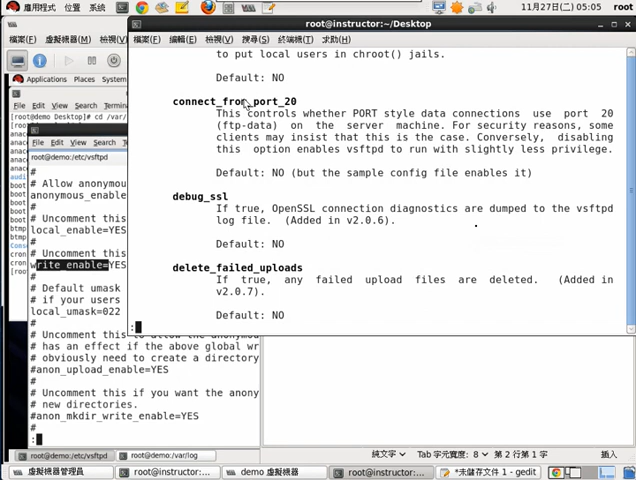 應用程式 位置 系統
11月27日(二) 05:05 root
root@instructor:~/Desktop
檔案(F) 編輯(E) 檢視(V) 搜尋(S) 終端機(T) 求助(H)
to put local users in chroot() jails.
Default: NO
connect_from_port_20
This controls whether PORT style data connections use port 20
(ftp-data) on the server machine. For security reasons, some
clients may insist that this is the case. Conversely, disabling
this option enables vsftpd to run with slightly less privilege.
Default: NO (but the sample config file enables it)
debug_ssl
If true, OpenSSL connection diagnostics are dumped to the vsftpd
log file. (Added in v2.0.6).
Default: NO
delete_failed_uploads
If true, any failed upload files are deleted. (Added in
v2.0.7).
Default: NO
:
檔案(F) 虛擬機器(M) 檢視(V)
Applications Places
File Edit View
[root@demo Desktop]# cd /var/
File Edit View
root@demo:/etc/vsftpd
#
# Allow anonymou
anonymous_enable
#
# Uncomment this
local_enable=YES
#
# Uncomment this
write_enable=YES
#
# Default umask
# if your users
local_umask=022
#
# Uncomment this to allow the anonymou
# has an effect if the above global wr
# obviously need to create a directory
#anon_upload_enable=YES
#
# Uncomment this if you want the anony
# new directories.
#anon_mkdir_write_enable=YES
#
:
root@demo:/etc/vsftpd root@demo:/var/log
純文字 Tab 字元寬度: 8 第 2 行第 1 字 插入
虛擬機器管理員 root@instructor:... demo 虛擬機器 root@instructor:... *未儲存文件 1 - gedit